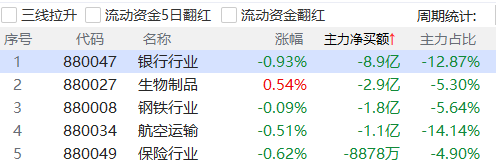 三线拉升 流动资金5日翻红 流动资金翻红 周期统计:
序号 代码 名称 涨幅 主力净买额↑ 主力占比
1 880047 银行行业 -0.93% -8.9亿 -12.87%
2 880027 生物制品 0.54% -2.9亿 -5.30%
3 880008 钢铁行业 -0.09% -1.8亿 -5.64%
4 880034 航空运输 -0.51% -1.1亿 -14.14%
5 880049 保险行业 -0.62% -8878万 -4.90%